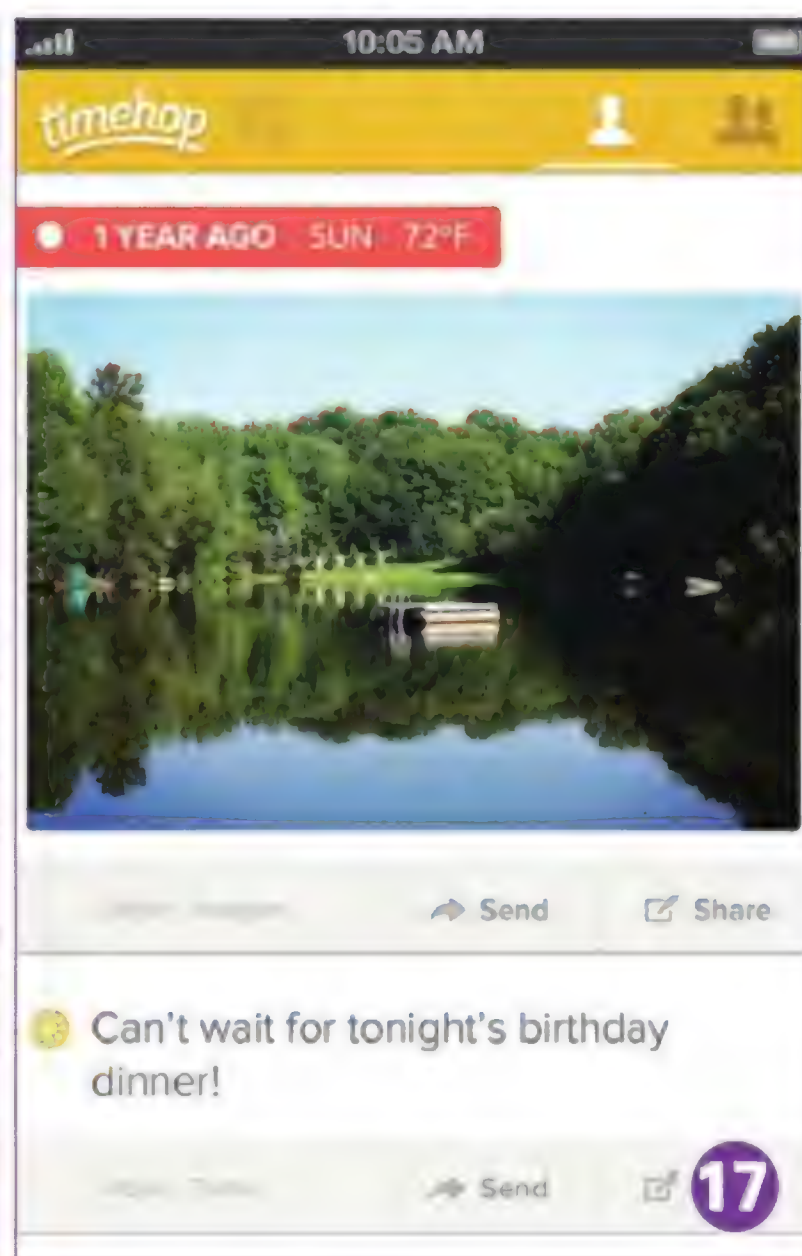 10:05 AM
timehop
1 YEAR AGO SUN 72°F
Send Share
Can't wait for tonight's birthday
dinner!
Send
17